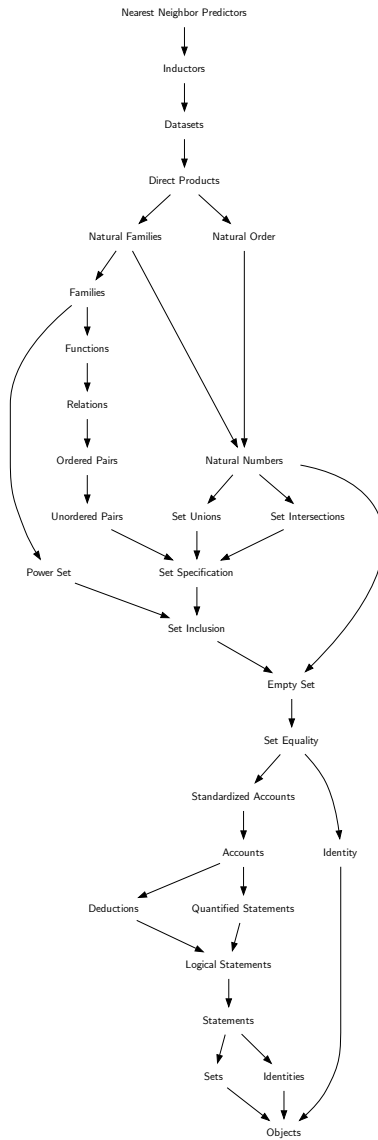 Nearest Neighbor Predictors
Inductors
Datasets
Direct Products
Natural Families
Natural Order
Families
Functions
Relations
Ordered Pairs
Natural Numbers
Unordered Pairs
Set Unions
Set Intersections
Power Set
Set Specification
Set Inclusion
Empty Set
Set Equality
Standardized Accounts
Accounts
Identity
Deductions
Quantified Statements
Logical Statements
Statements
Sets
Identities
Objects